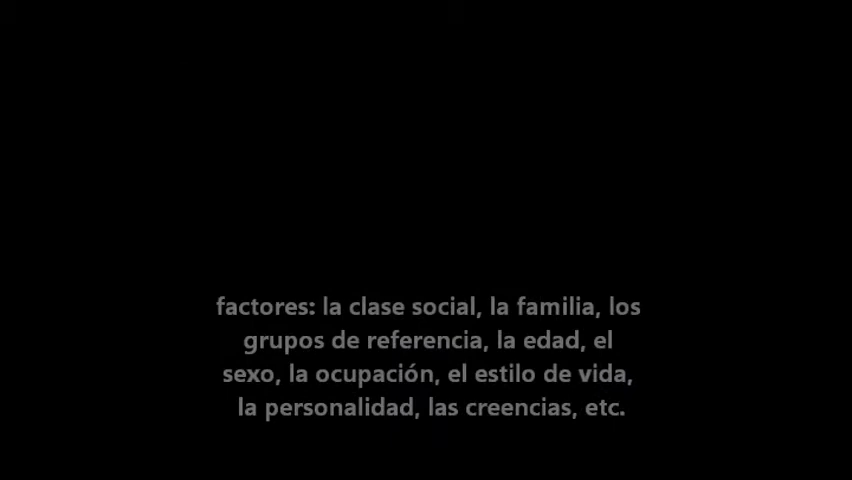 factores: la clase social, la familia, los
grupos de referencia, la edad, el
sexo, la ocupación, el estilo de vida,
la personalidad, las creencias, etc.